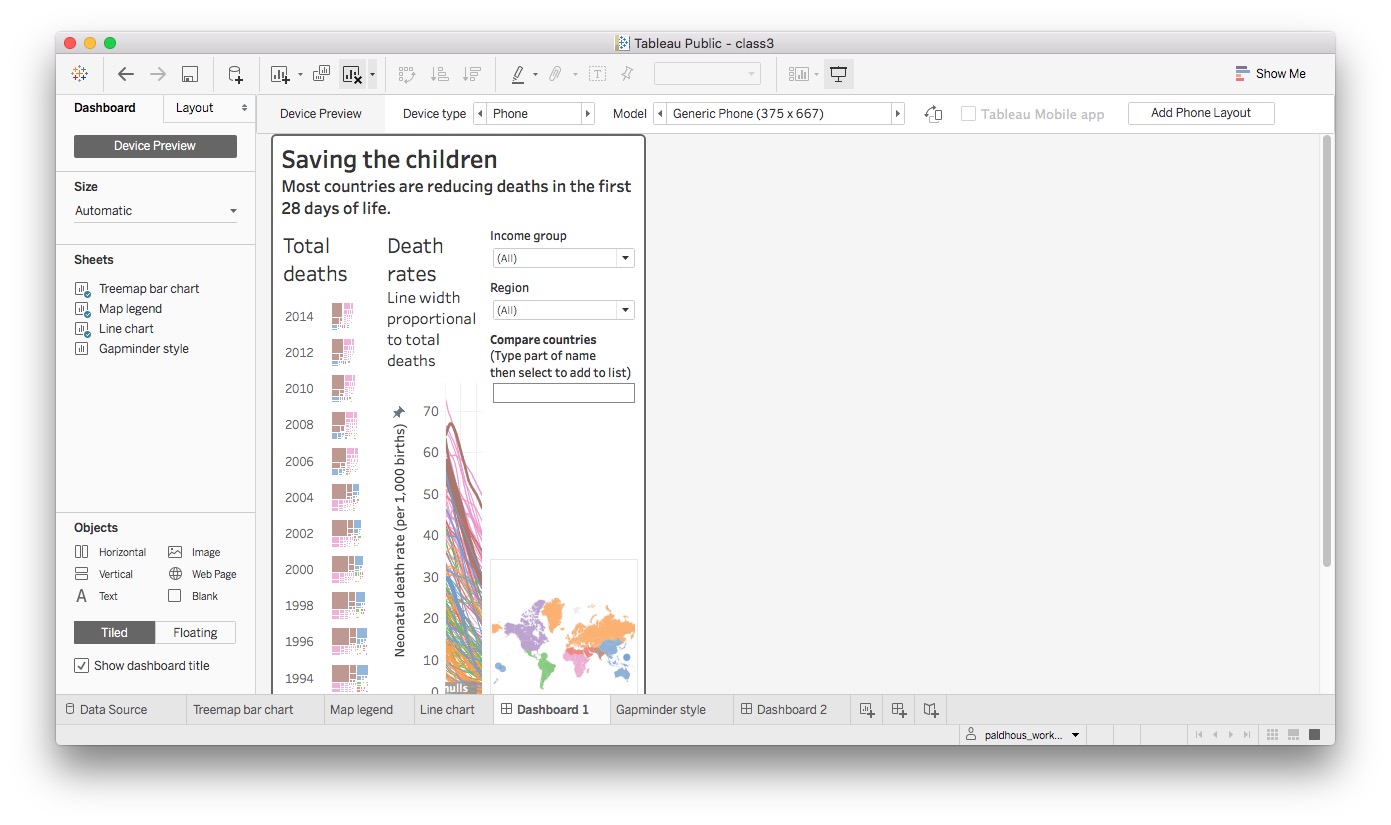 Tableau Public - class3
Show Me
Dashboard
Layout
Device Preview
Device type
Phone
Model
Generic Phone (375 x 667)
Tableau Mobile app
Add Phone Layout
Device Preview
Size
Automatic
Sheets
Treemap bar chart
Map legend
Line chart
Gapminder style
Objects
Horizontal
Image
Vertical
Web Page
A
Text
Blank
Tiled
Floating
Show dashboard title
Saving the children
Most countries are reducing deaths in the first
28 days of life.
Total
deaths
2014
2012
2010
2008
2006
2004
2002
2000
1998
1996
1994
Death
rates
Line width
proportional
to total
deaths
Neonatal death rate (per 1,000 births)
70
60
50
40
30
20
10
0
nulls
Income group
(All)
Region
(All)
Compare countries
(Type part of name
then select to add to list)
Data Source
Treemap bar chart
Map legend
Line chart
Dashboard 1
Gapminder style
Dashboard 2
paldhous_work...